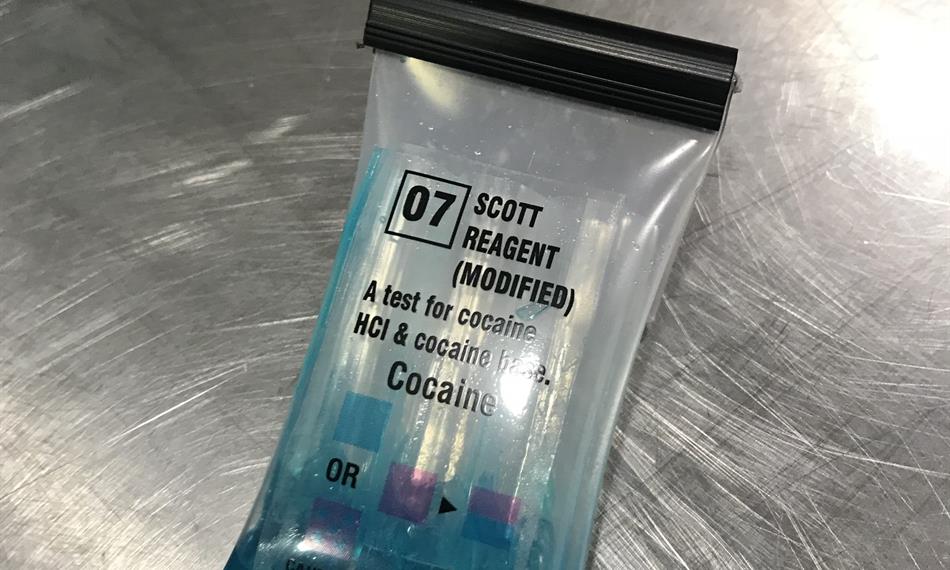 07
SCOTT
REAGENT
(MODIFIED)
A test for cocaine
HCl & cocaine base.
Cocaine
OR